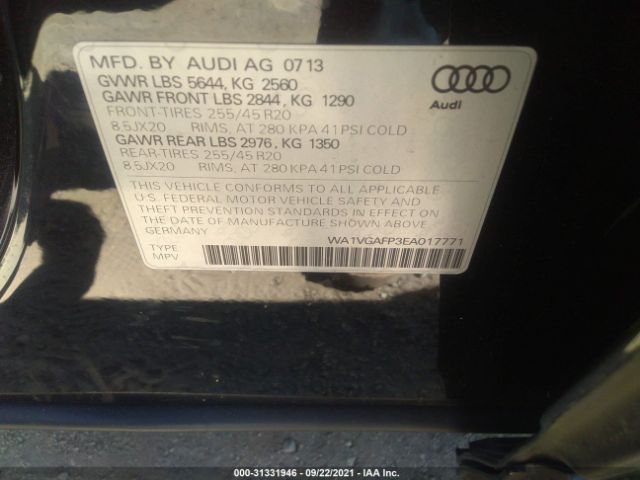 MFD. BY AUDI AG 07 13
GVWR LBS 5644, KG 2560
GAWR FRONT LBS 2844, KG 1290
FRONT-TIRES 255/45 R20
8.5JX20 RIMS, AT 280 KPA 41 PSI COLD
GAWR REAR LBS 2976, KG 1350
REAR-TIRES 255/45 R20
8.5JX20 RIMS, AT 280 KPA 41 PSI COLD
THIS VEHICLE CONFORMS TO ALL APPLICABLE
U.S. FEDERAL MOTOR VEHICLE SAFETY AND
THEFT PREVENTION STANDARDS IN EFFECT ON
THE DATE OF MANUFACTURE SHOWN ABOVE
GERMANY
WA1VGAFP3EA017771
TYPE
MPV
Audi
000-31331946 - 09/22/2021 - IAA Inc.